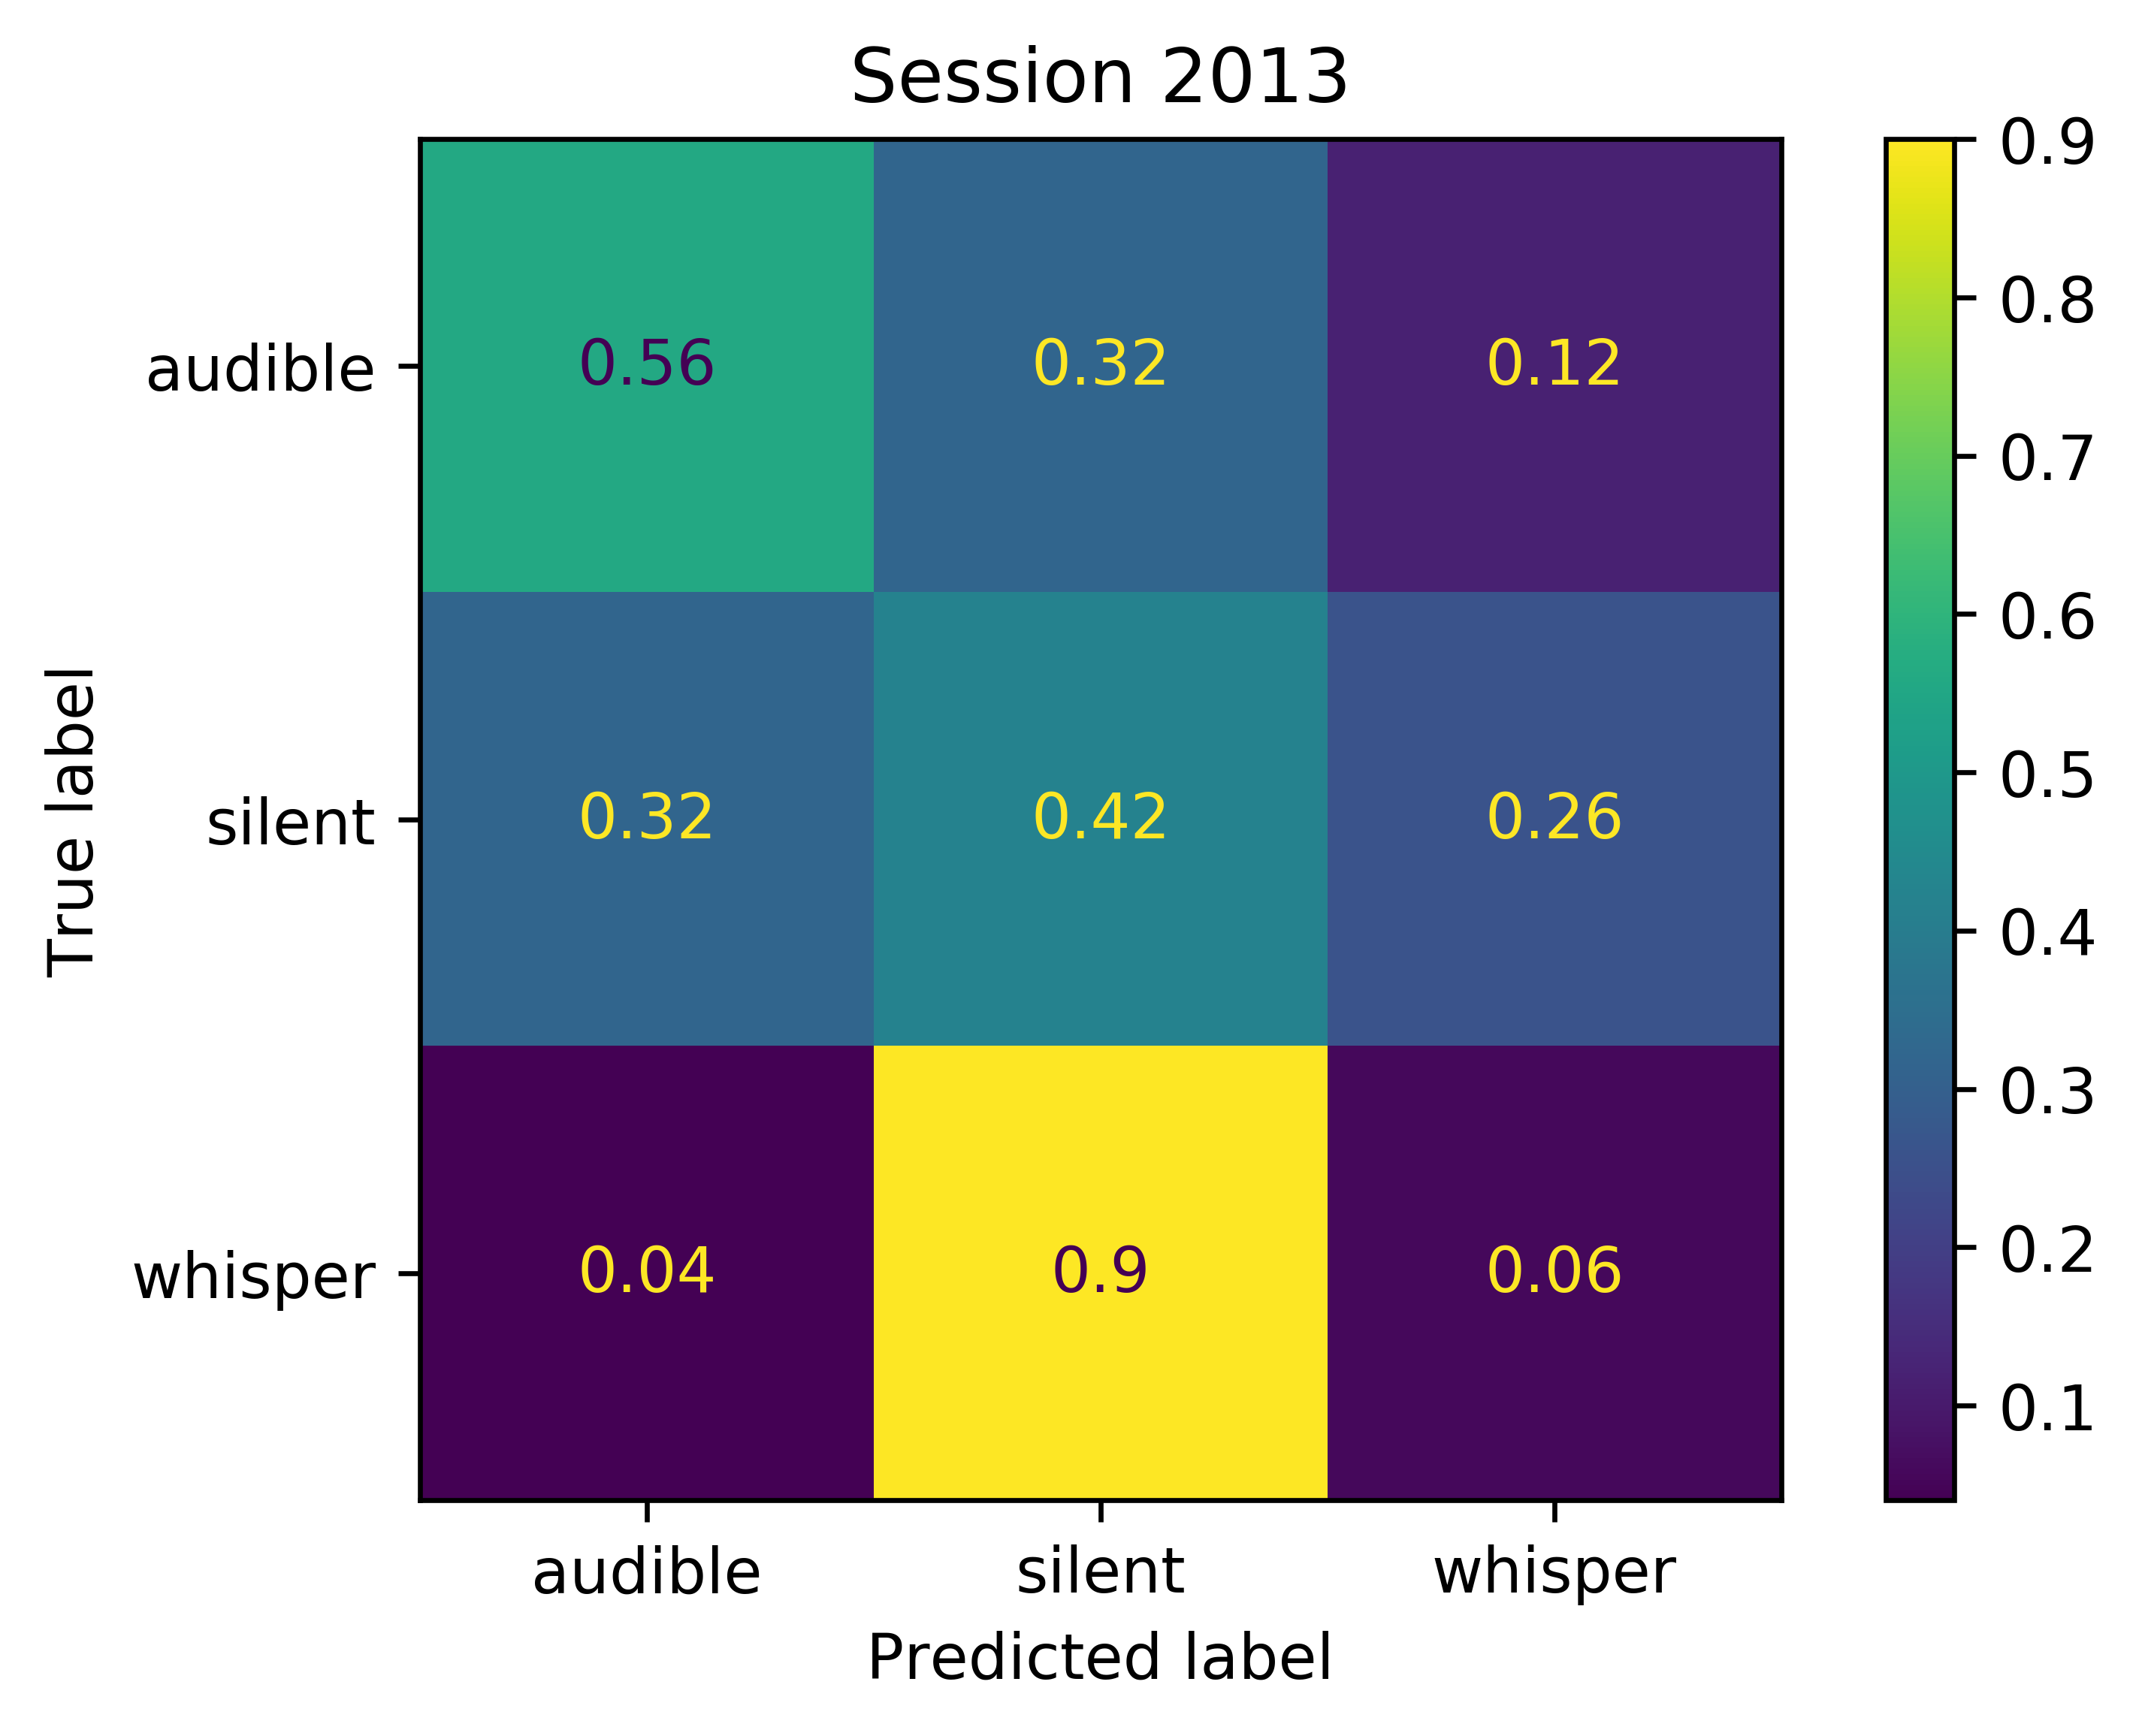 Session 2013
0.9
0.8
0.7
0.6
0.5
0.4
0.3
0.2
0.1
True label
audible 0.56 0.32 0.12
silent 0.32 0.42 0.26
whisper 0.04 0.9 0.06
audible silent whisper
Predicted label